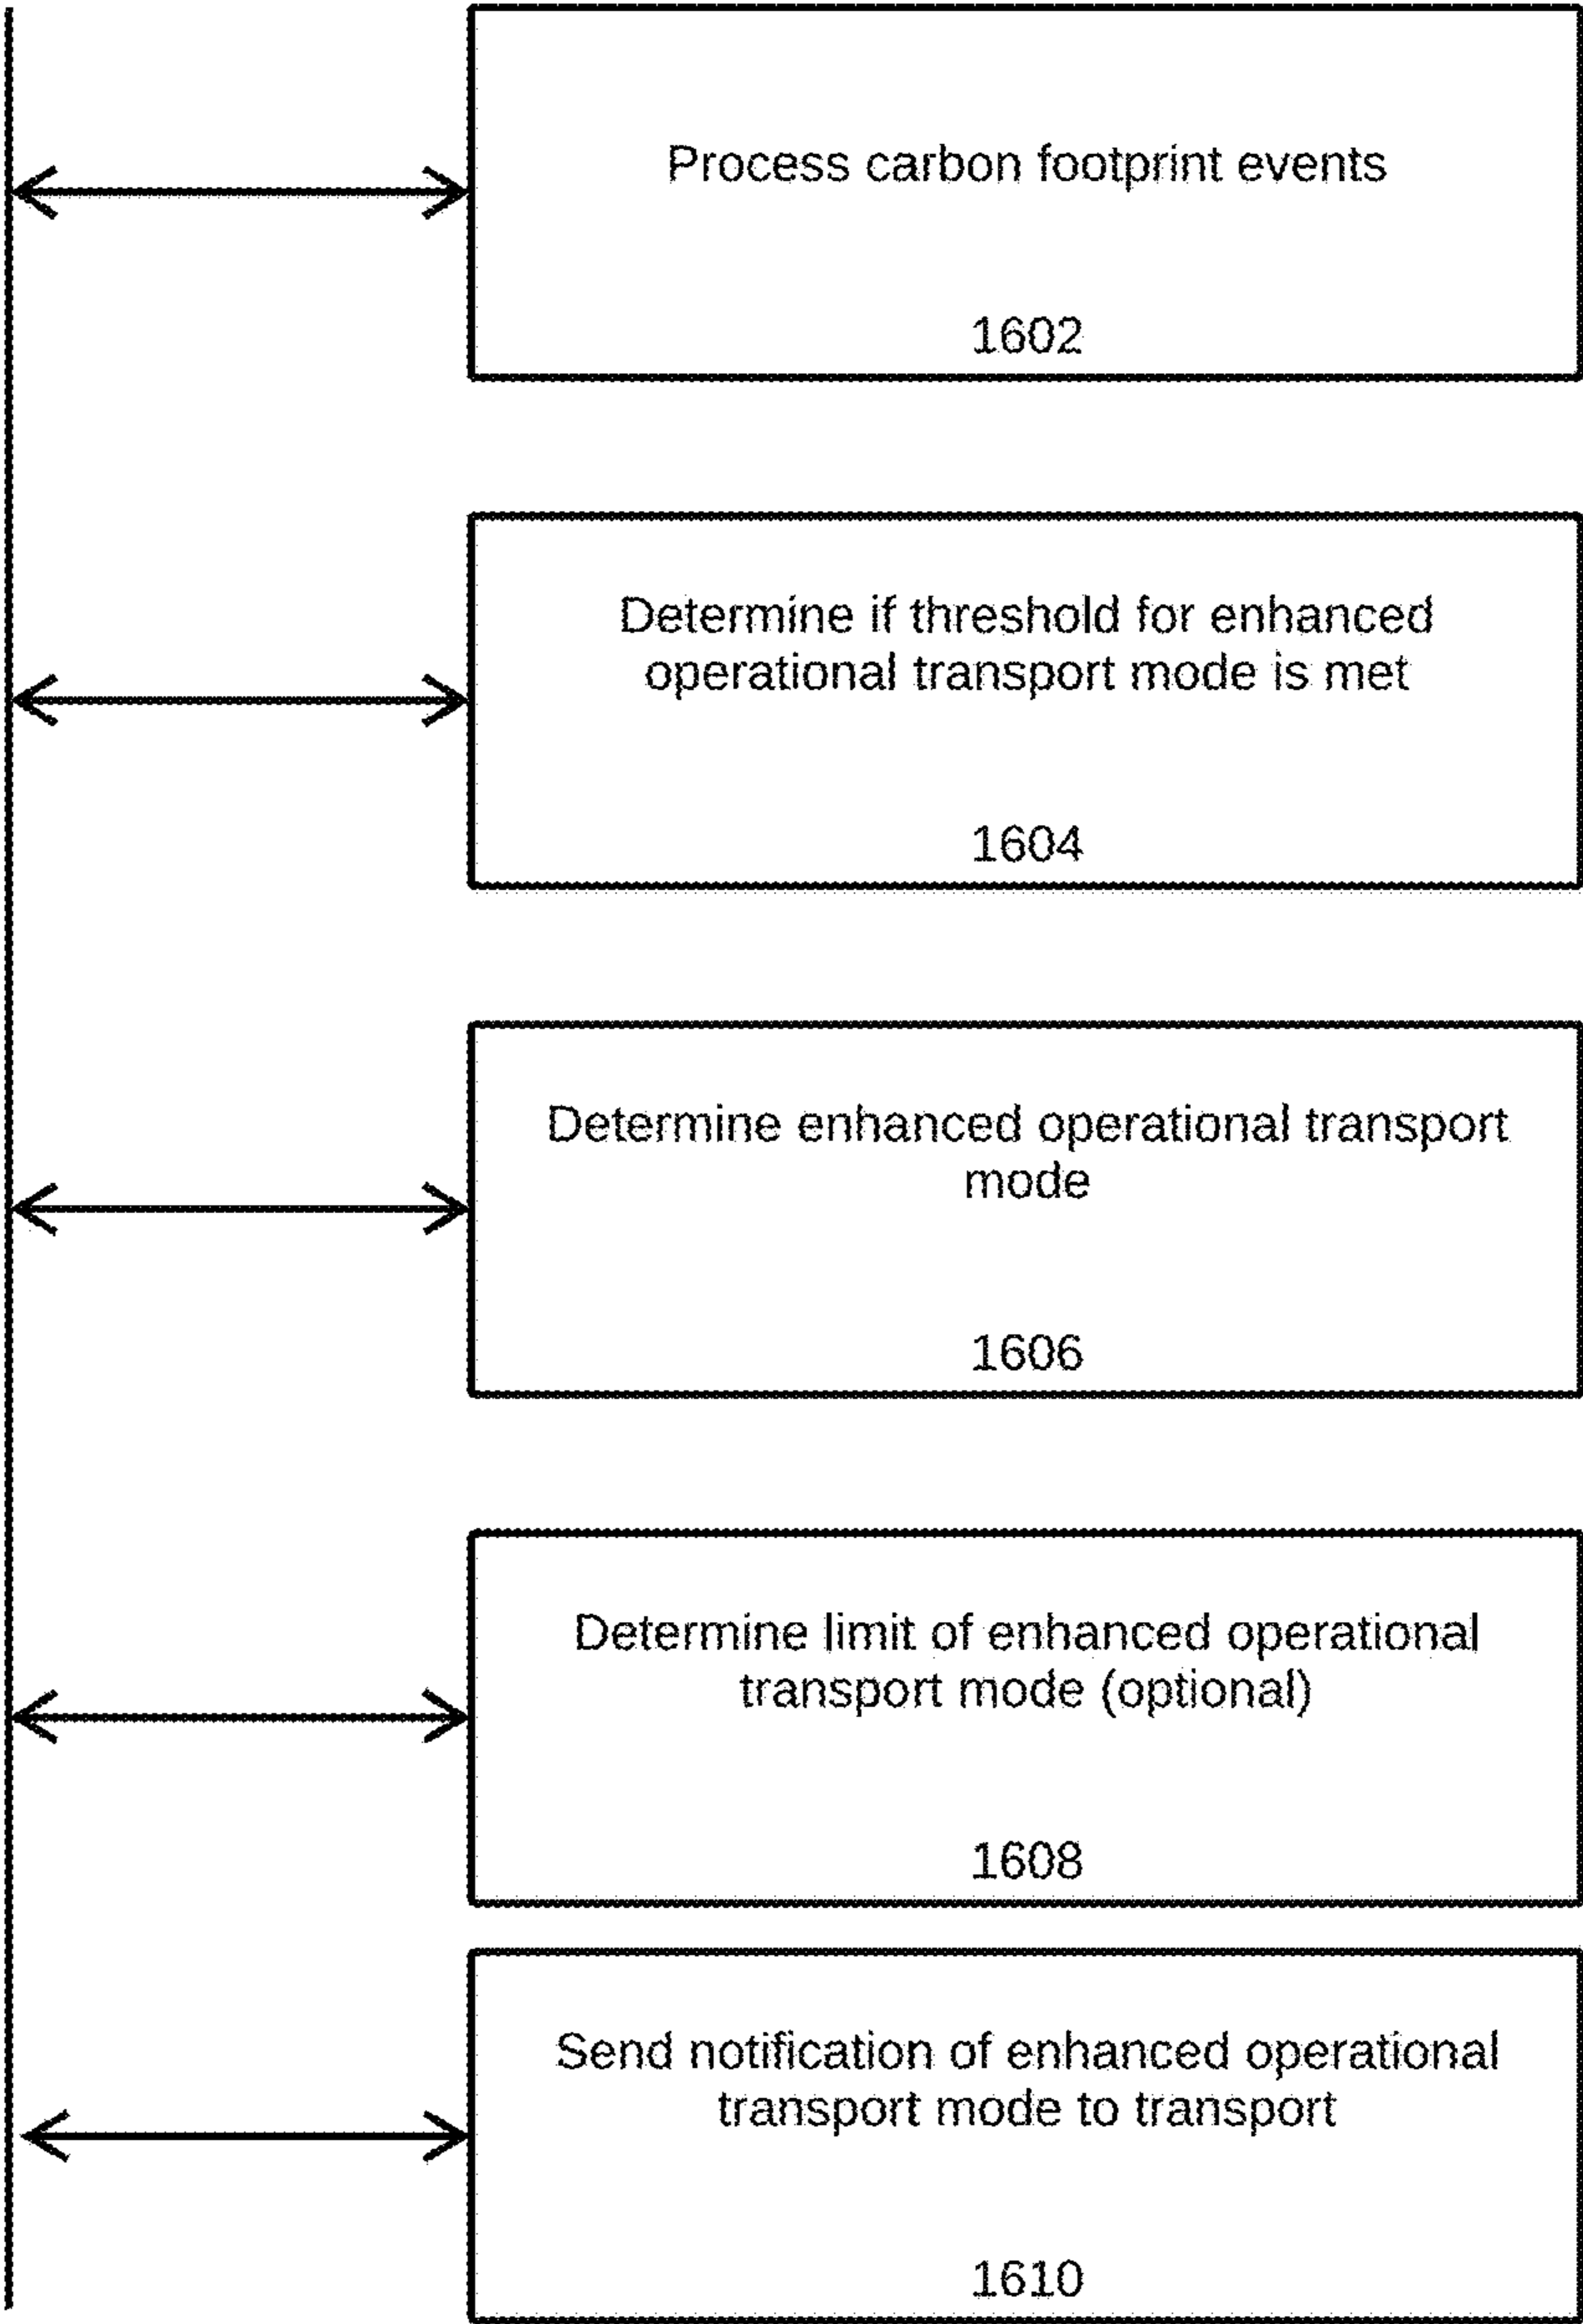 Process carbon footprint events
1602
Determine if threshold for enhanced
operational transport mode is met
1604
Determine enhanced operational transport
mode
1606
Determine limit of enhanced operational
transport mode (optional)
1608
Send notification of enhanced operational
transport mode to transport
1610